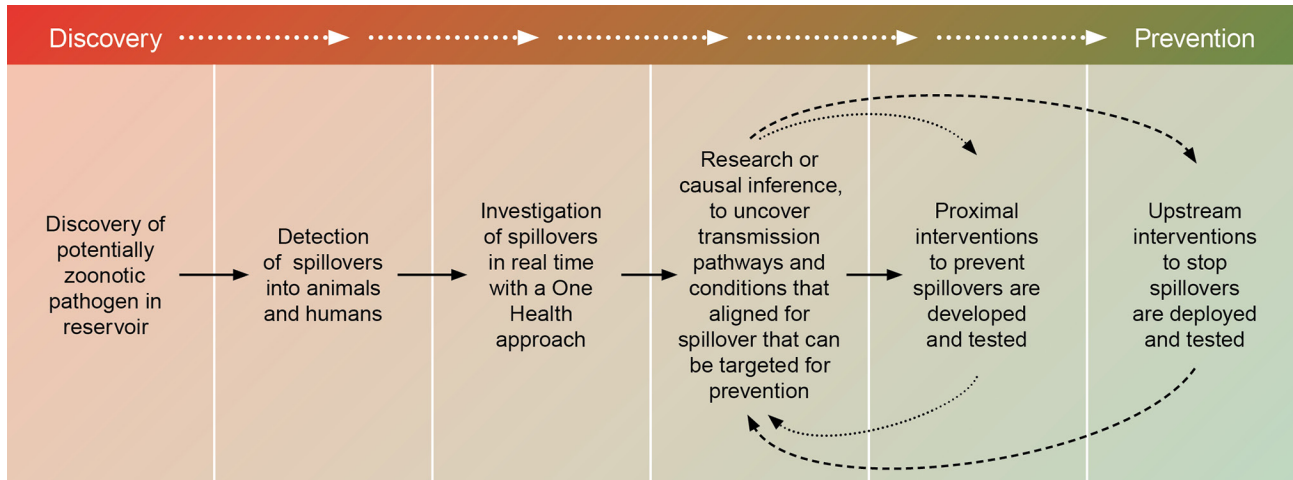 Discovery
Prevention
Discovery of
potentially
zoonotic
pathogen in
reservoir
Detection
of spillovers
into animals
and humans
Investigation
of spillovers
in real time
with a One
Health
approach
Research or
causal inference,
to uncover
transmission
pathways and
conditions that
aligned for
spillover that can
be targeted for
prevention
Proximal
interventions
to prevent
spillovers are
developed
and tested
Upstream
interventions
to stop
spillovers
are deployed
and tested